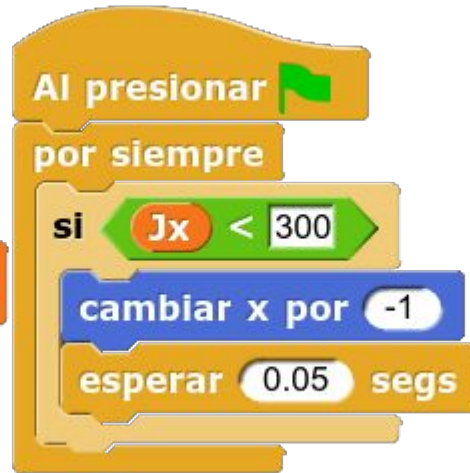 Al presionar
por siempre
si Jx < 300
cambiar x por -1
esperar 0.05 segs